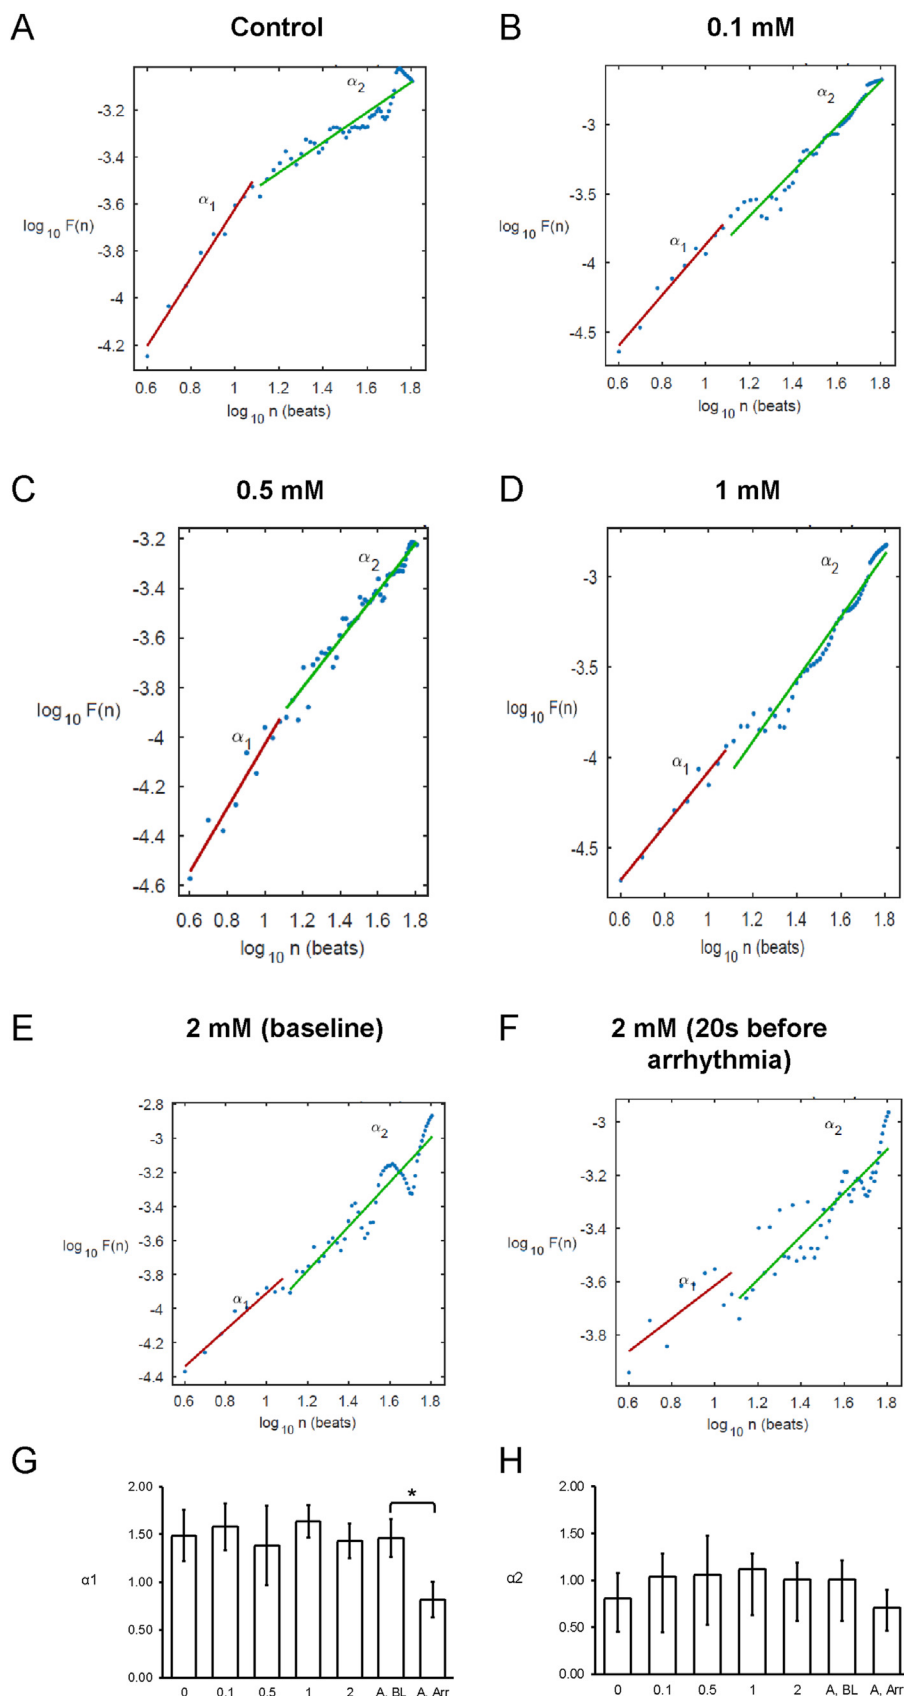 A
Control
-3.2
-3.4
-3.6
-3.8
-4
-4.2
log10 F(n)
α1
α2
0.6 0.8 1 1.2 1.4 1.6 1.8
log10 n (beats)
B
0.1 mM
-3
-3.5
-4
-4.5
log10 F(n)
α1
α2
0.6 0.8 1 1.2 1.4 1.6 1.8
log10 n (beats)
C
0.5 mM
-3.2
-3.4
-3.6
-3.8
-4
-4.2
-4.4
-4.6
log10 F(n)
α1
α2
0.6 0.8 1 1.2 1.4 1.6 1.8
log10 n (beats)
D
1 mM
-3
-3.5
-4
-4.5
log10 F(n)
α1
α2
0.6 0.8 1 1.2 1.4 1.6 1.8
log10 n (beats)
E
2 mM (baseline)
-2.8
-3
-3.2
-3.4
-3.6
-3.8
-4
-4.2
-4.4
log10 F(n)
α1
α2
0.6 0.8 1 1.2 1.4 1.6 1.8
log10 n (beats)
F
2 mM (20s before
arrhythmia)
-3
-3.2
-3.4
-3.6
-3.8
log10 F(n)
α1
α2
0.6 0.8 1 1.2 1.4 1.6 1.8
log10 n (beats)
G
2.00
1.50
1.00
0.50
0.00
α1
*
0 0.1 0.5 1 2 A, BL A, Arr
H
2.00
1.50
1.00
0.50
0.00
α2
0 0.1 0.5 1 2 A, BL A, Arr